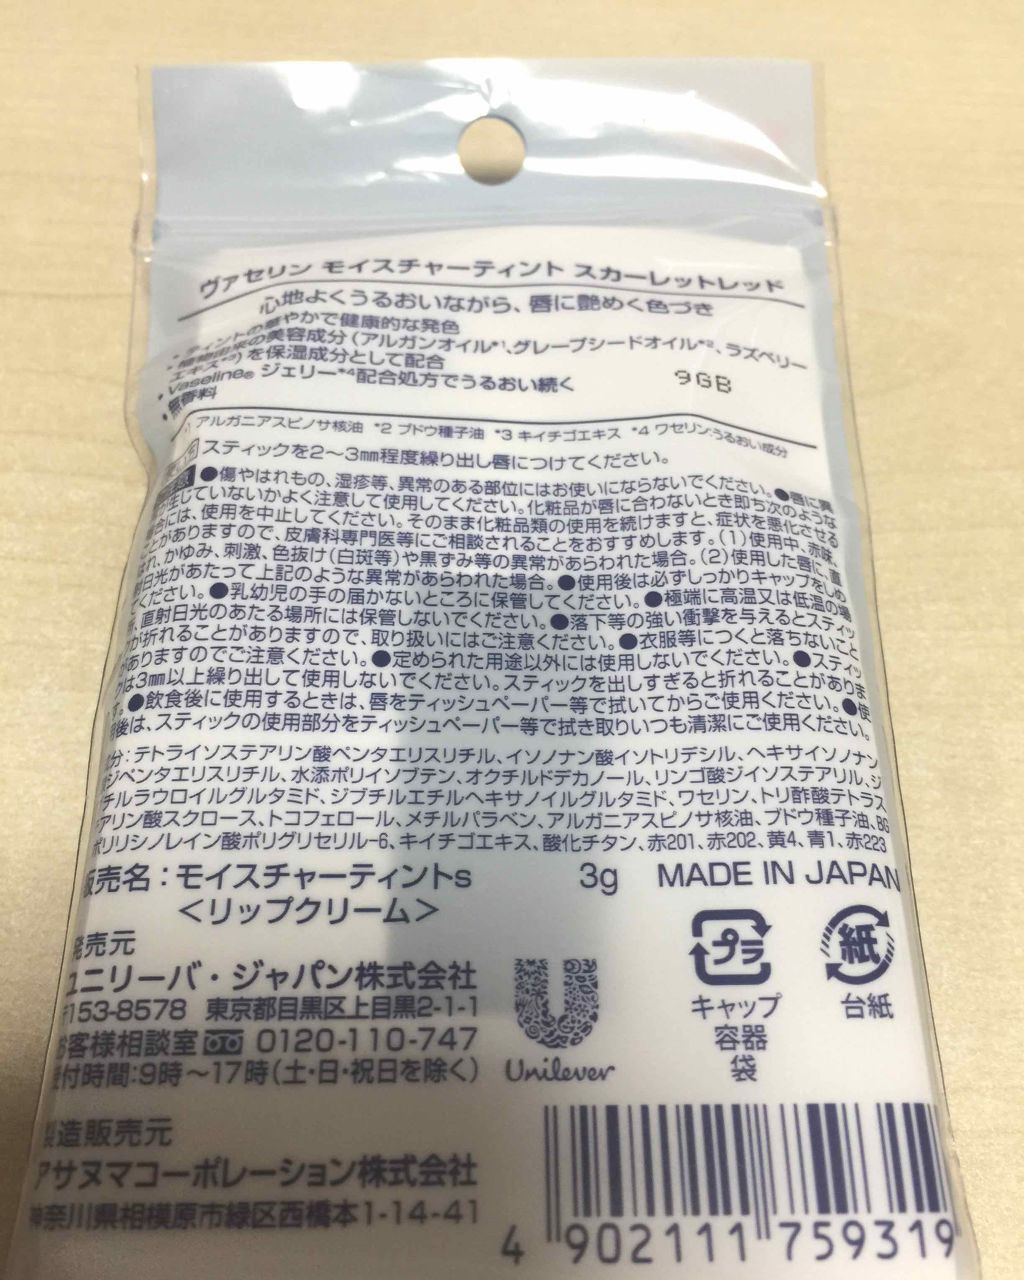 ヴァセリン モイスチャーティント スカーレットレッド
心地よくうるおいながら、唇に艶めく色づき
・ティントの華やかで健康的な発色
・植物由来の美容成分(アルガンオイル*1、グレープシードオイル*2、ラズベリー
エキス*3)を保湿成分として配合
・Vaseline® ジェリー*4配合処方でうるおい続く
・無香料
9GB
アルガニアスピノサ核油 *2 ブドウ種子油 *3 キイチゴエキス *4 ワセリン:うるおい成分
スティックを2〜3mm程度繰り出し唇につけてください。
●傷やはれもの、湿疹等、異常のある部位にはお使いにならないでください。●唇に異
が生じていないかよく注意して使用してください。化粧品が唇に合わないとき即ち次のような
場合には、使用を中止してください。そのまま化粧品類の使用を続けますと、症状を悪化させる
ことがありますので、皮膚科専門医等にご相談されることをおすすめします。(1)使用中、赤味、
はれ、かゆみ、刺激、色抜け(白斑等)や黒ずみ等の異常があらわれた場合。(2)使用した唇に、直
射日光があたって上記のような異常があらわれた場合。●使用後は必ずしっかりキャップをしめ
てください。●乳幼児の手の届かないところに保管してください。●極端に高温又は低温の場
所、直射日光のあたる場所には保管しないでください。●落下等の強い衝撃を与えるとスティッ
クが折れることがありますので、取り扱いにはご注意ください。●衣服等につくと落ちないこと
がありますのでご注意ください。●定められた用途以外には使用しないでください。●スティッ
クは3mm以上繰り出して使用しないでください。スティックを出しすぎると折れることがありま
す。●飲食後に使用するときは、唇をティッシュペーパー等で拭いてからご使用ください。●使
用後は、スティックの使用部分をティッシュペーパー等で拭き取りいつも清潔にご使用ください。
成分:テトライソステアリン酸ペンタエリスリチル、イソノナン酸イソトリデシル、ヘキサイソノナン
ジペンタエリスリチル、水添ポリイソブテン、オクチルドデカノール、リンゴ酸ジイソステアリル、ジ
チルラウロイルグルタミド、ジブチルエチルヘキサノイルグルタミド、ワセリン、トリ酢酸テトラス
アリン酸スクロース、トコフェロール、メチルパラベン、アルガニアスピノサ核油、ブドウ種子油、BG
ポリリシノレイン酸ポリグリセリル-6、キイチゴエキス、酸化チタン、赤201、赤202、黄4、青1、赤223
販売名:モイスチャーティントs 3g MADE IN JAPAN
<リップクリーム>
発売元
ユニリーバ・ジャパン株式会社
〒153-8578 東京都目黒区上目黒2-1-1
お客様相談室 0120-110-747
受付時間:9時〜17時(土・日・祝日を除く)
Unilever
プラ
キャップ
容器
袋
紙
台紙
製造販売元
アサヌマコーポレーション株式会社
神奈川県相模原市緑区西橋本1-14-41
4 902111 759319